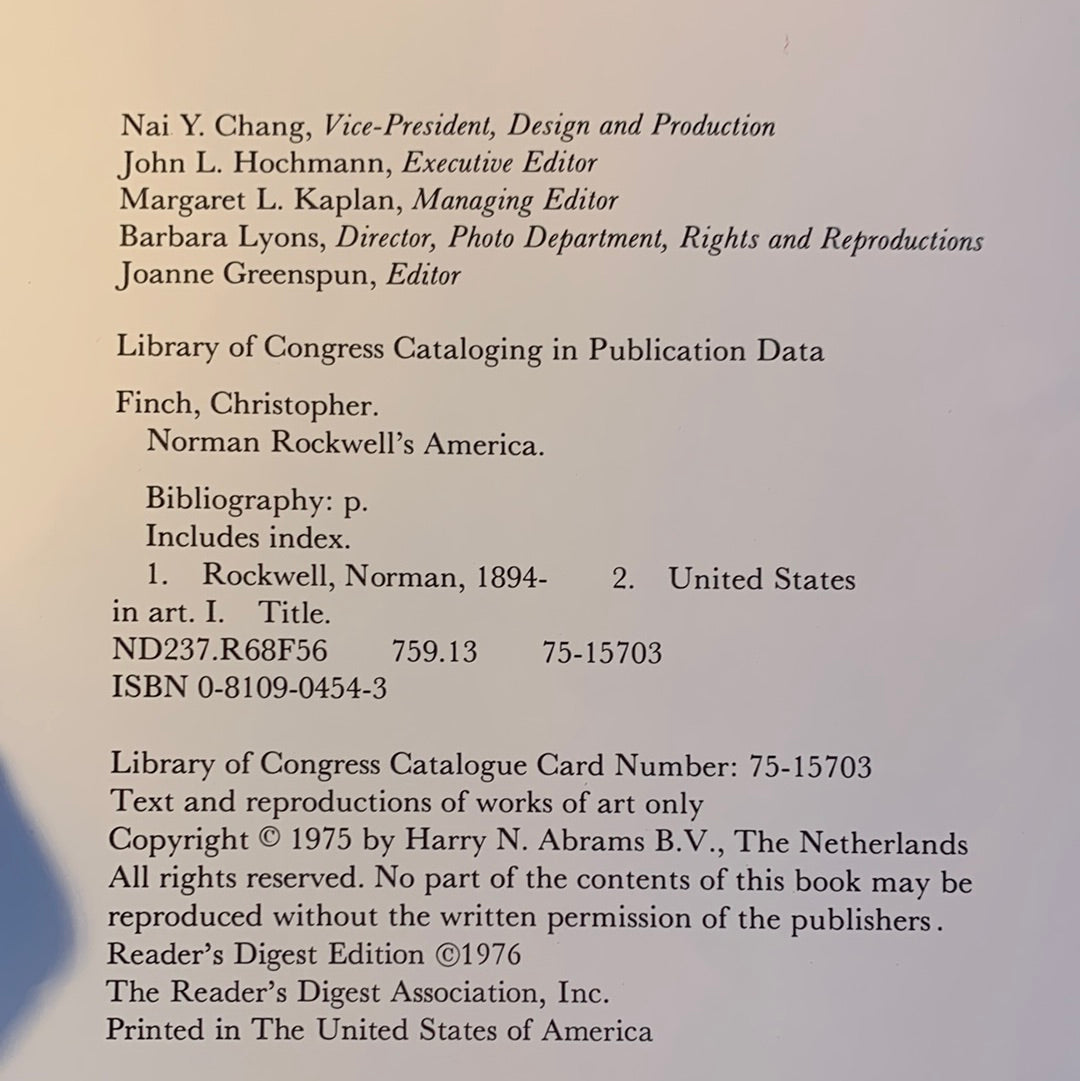 Nai Y. Chang, Vice-President, Design and Production
John L. Hochmann, Executive Editor
Margaret L. Kaplan, Managing Editor
Barbara Lyons, Director, Photo Department, Rights and Reproductions
Joanne Greenspun, Editor
Library of Congress Cataloging in Publication Data
Finch, Christopher.
Norman Rockwell's America.
Bibliography: p.
Includes index.
1. Rockwell, Norman, 1894- 2. United States
in art. I. Title.
ND237.R68F56 759.13 75-15703
ISBN 0-8109-0454-3
Library of Congress Catalogue Card Number: 75-15703
Text and reproductions of works of art only
Copyright © 1975 by Harry N. Abrams B.V., The Netherlands
All rights reserved. No part of the contents of this book may be
reproduced without the written permission of the publishers.
Reader's Digest Edition ©1976
The Reader's Digest Association, Inc.
Printed in The United States of America